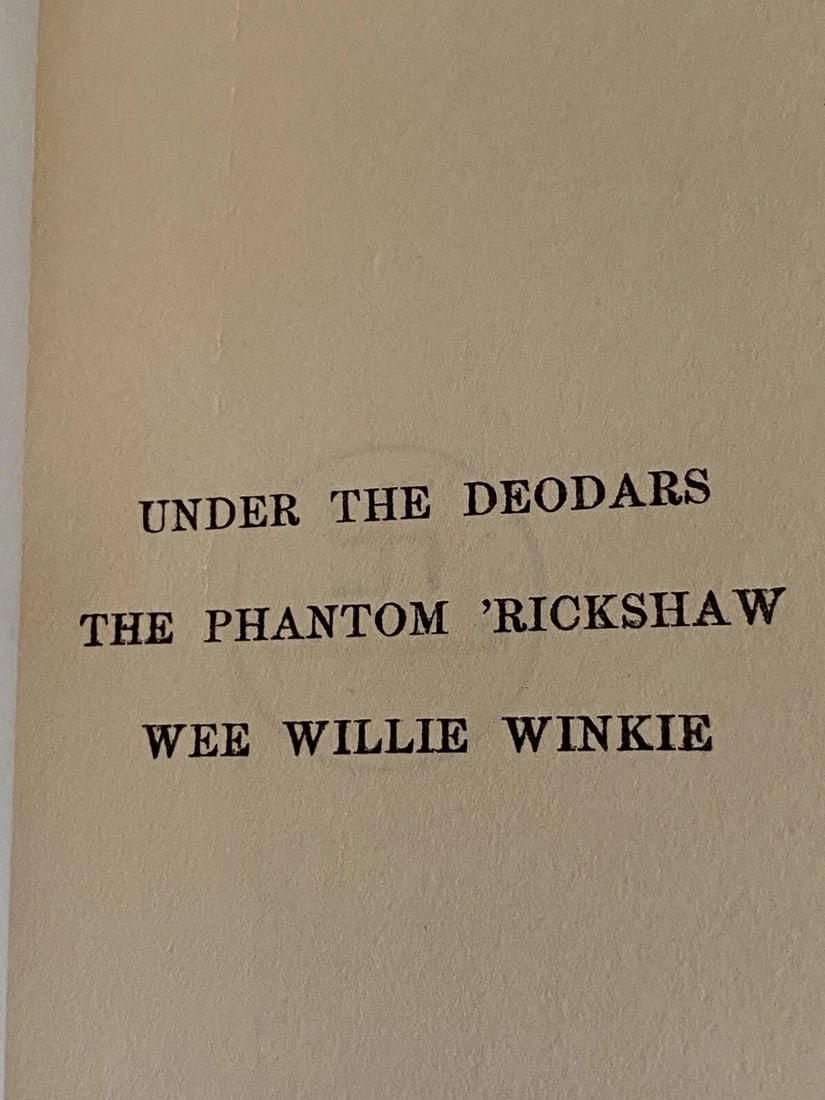 UNDER THE DEODARS
THE PHANTOM ’RICKSHAW
WEE WILLIE WINKIE